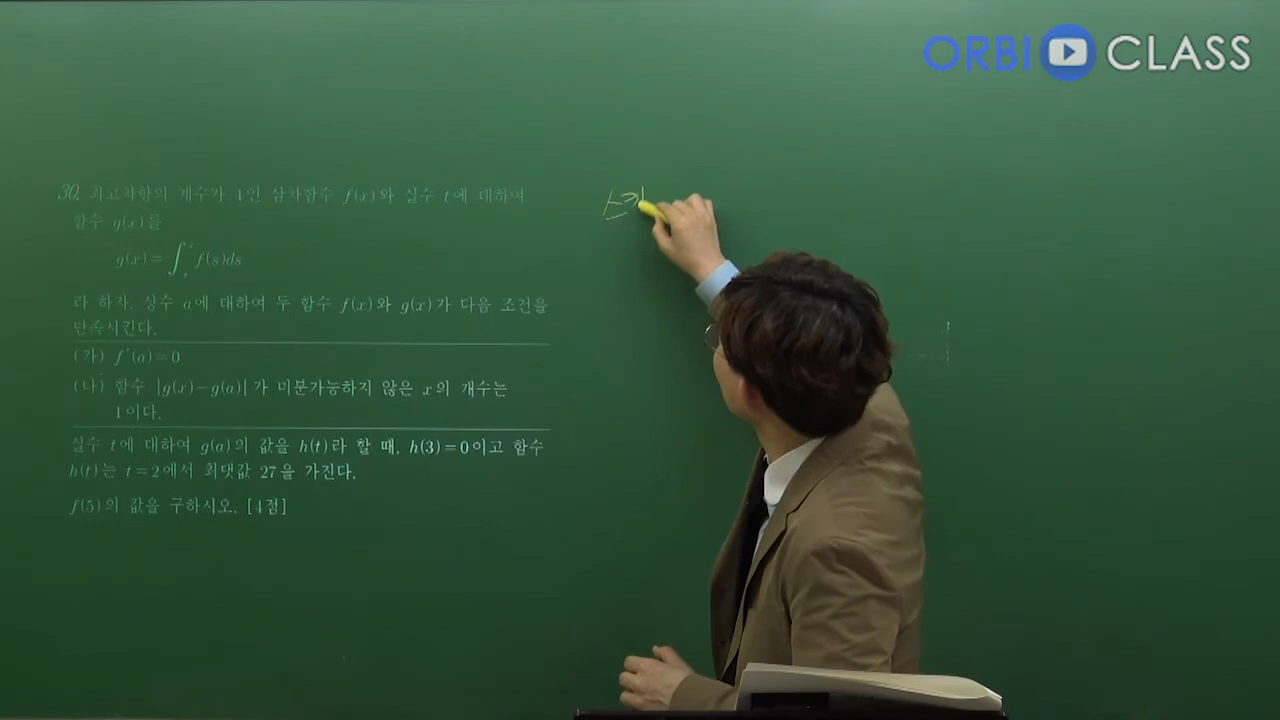 ORBI CLASS
30. 최고차항의 계수가 4인 삼차함수 f(x)와 실수 t에 대하여
함수 g(x)를
g(x)=∫_t^x f(s)ds
라 하자. 상수 a에 대하여 두 함수 f(x)와 g(x)가 다음 조건을
만족시킨다.
(가) f'(a)=0
(나) 함수 |g(x)-g(a)|가 미분가능하지 않은 x의 개수는
1이다.
실수 t에 대하여 g(a)의 값을 h(t)라 할 때, h(3)=0이고 함수
h(t)는 t=2에서 최댓값 27을 가진다.
f(5)의 값을 구하시오. [4점]